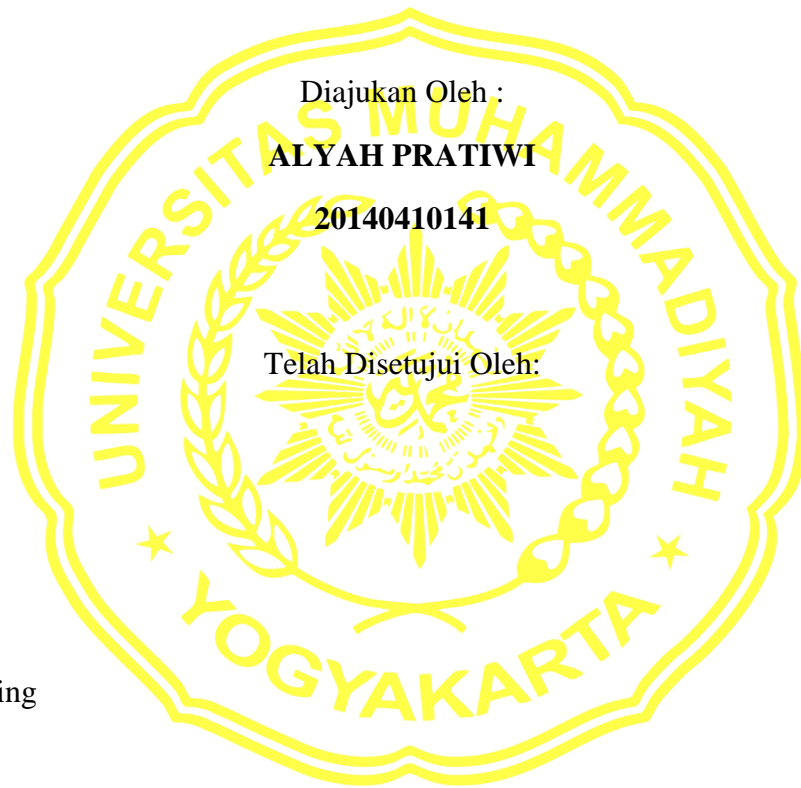 Diajukan Oleh :
ALYAH PRATIWI
20140410141
Telah Disetujui Oleh:
ing
UNIVERSITAS MUHAMMADIYAH
YOGYAKARTA